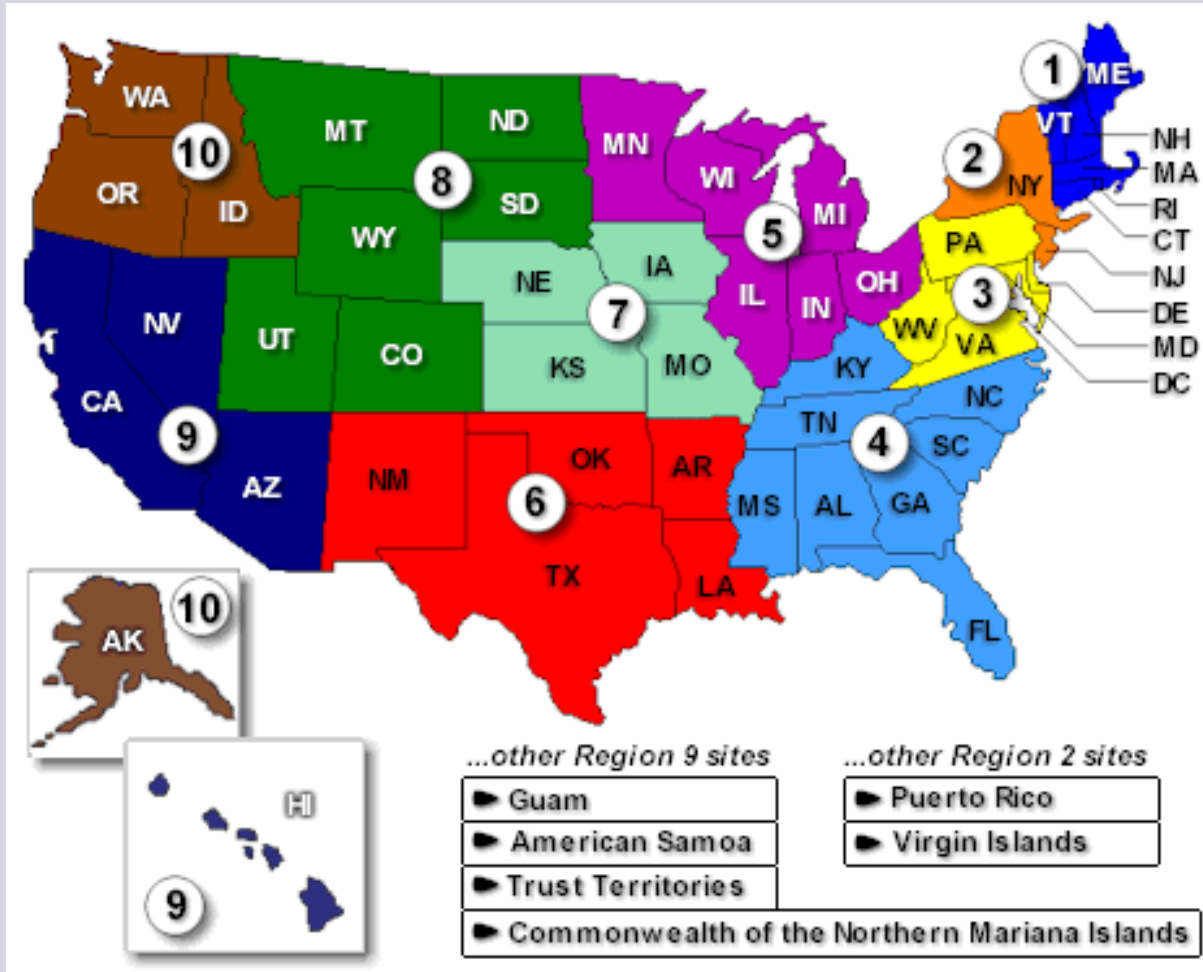 1
ME
WA
VT
MT
ND
NH
MN
10
2
MA
8
WI
OR
NY
RI
ID
SD
MI
WY
5
CT
PA
IA
NJ
NE
OH
IL
3
IN
DE
NV
7
WV
UT
VA
MD
CO
KS
MO
KY
DC
CA
NC
TN
9
4
SC
OK
AR
NM
AZ
6
MS
AL
GA
TX
LA
10
FL
AK
...other Region 9 sites
Guam
American Samoa
Trust Territories
Commonwealth of the Northern Mariana Islands
...other Region 2 sites
Puerto Rico
Virgin Islands
HI
9